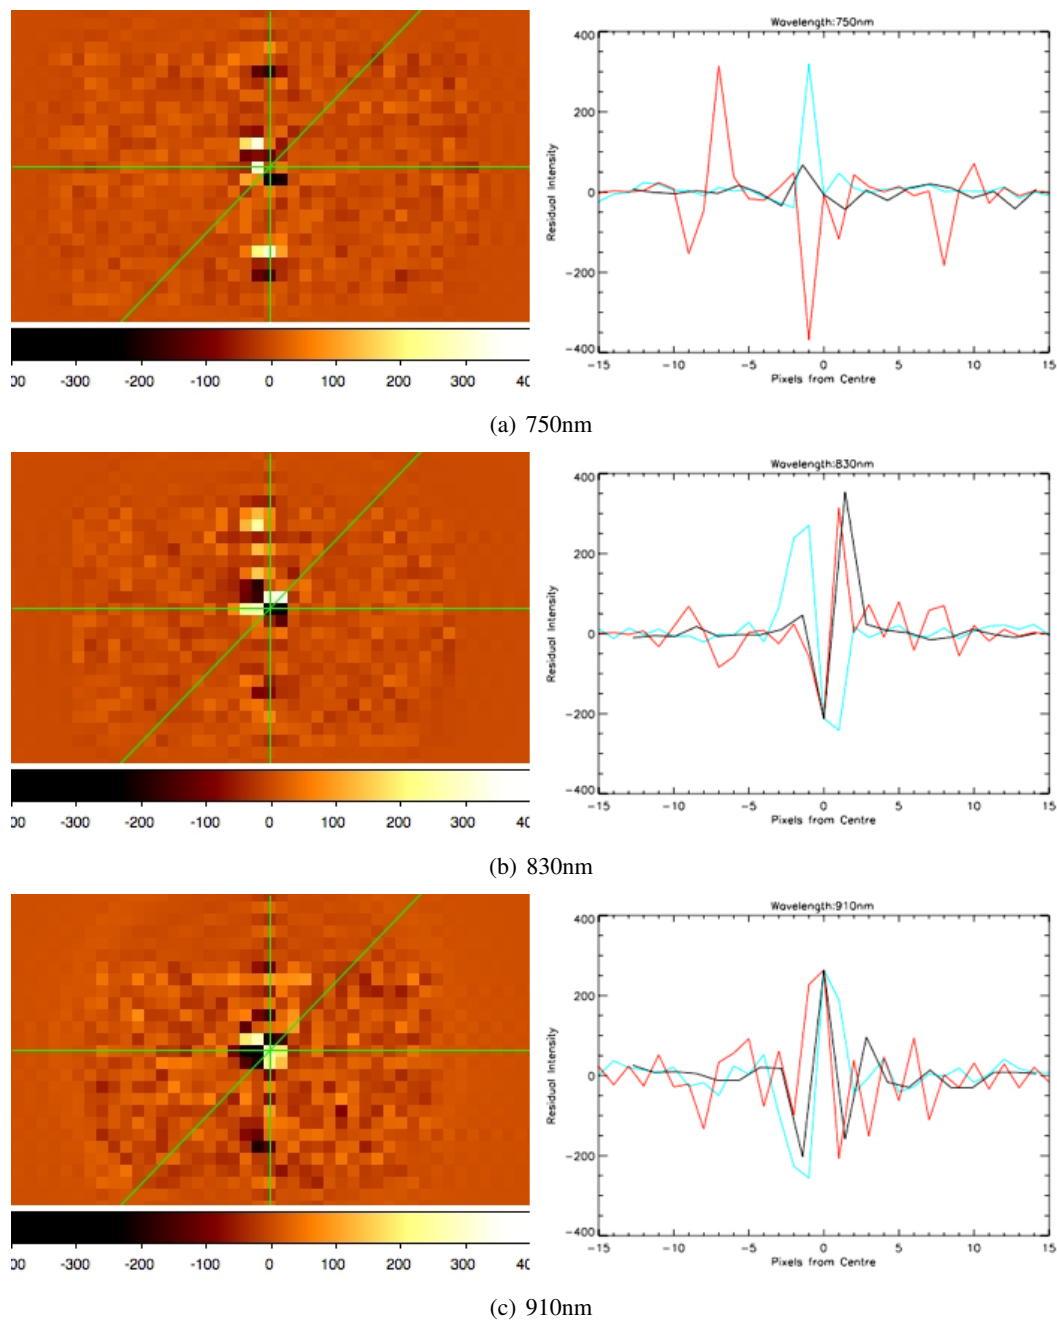 Wavelength:750nm
400
200
0
-200
-400
Residual Intensity
-15 -10 -5 0 5 10 15
Pixels from Centre
00 -300 -200 -100 0 100 200 300 40
(a) 750nm
Wavelength:830nm
400
200
0
-200
-400
Residual Intensity
-15 -10 -5 0 5 10 15
Pixels from Centre
00 -300 -200 -100 0 100 200 300 40
(b) 830nm
Wavelength:910nm
400
200
0
-200
-400
Residual Intensity
-15 -10 -5 0 5 10 15
Pixels from Centre
00 -300 -200 -100 0 100 200 300 40
(c) 910nm